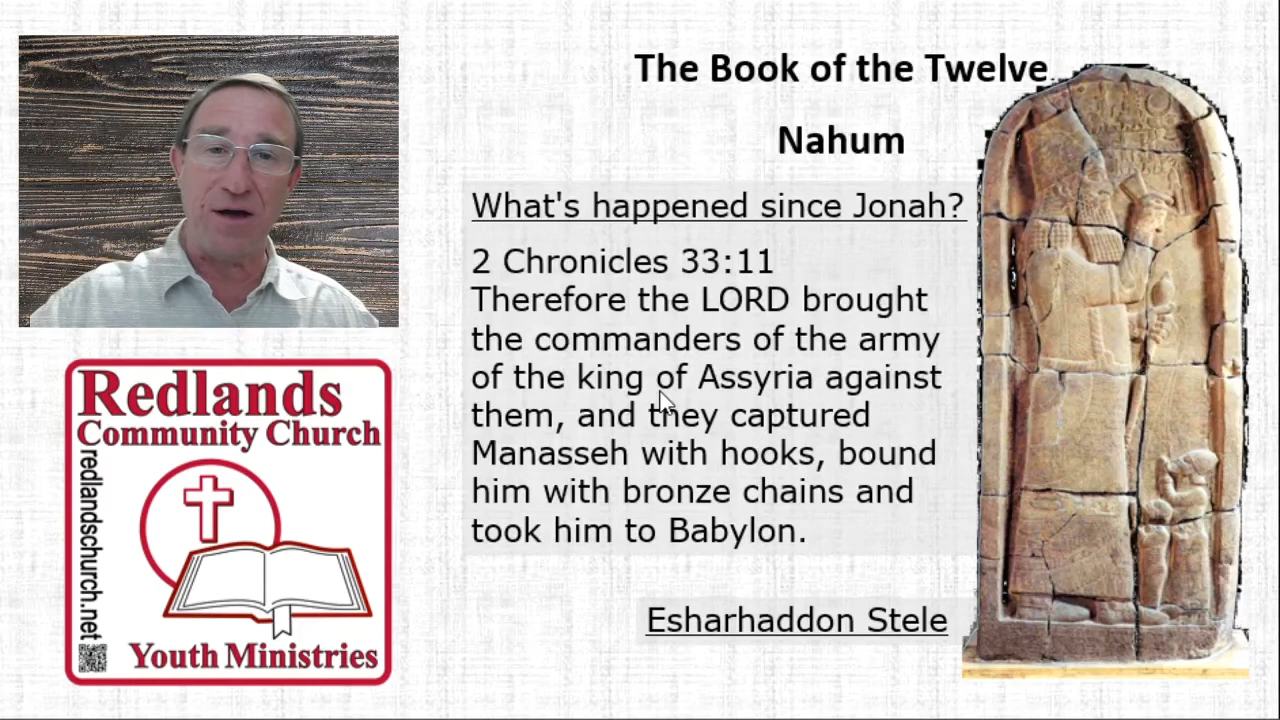 The Book of the Twelve
Nahum
What's happened since Jonah?
2 Chronicles 33:11
Therefore the LORD brought
the commanders of the army
of the king of Assyria against
them, and they captured
Manasseh with hooks, bound
him with bronze chains and
took him to Babylon.
Esharhaddon Stele
Redlands
Community Church
redlandschurch.net
Youth Ministries